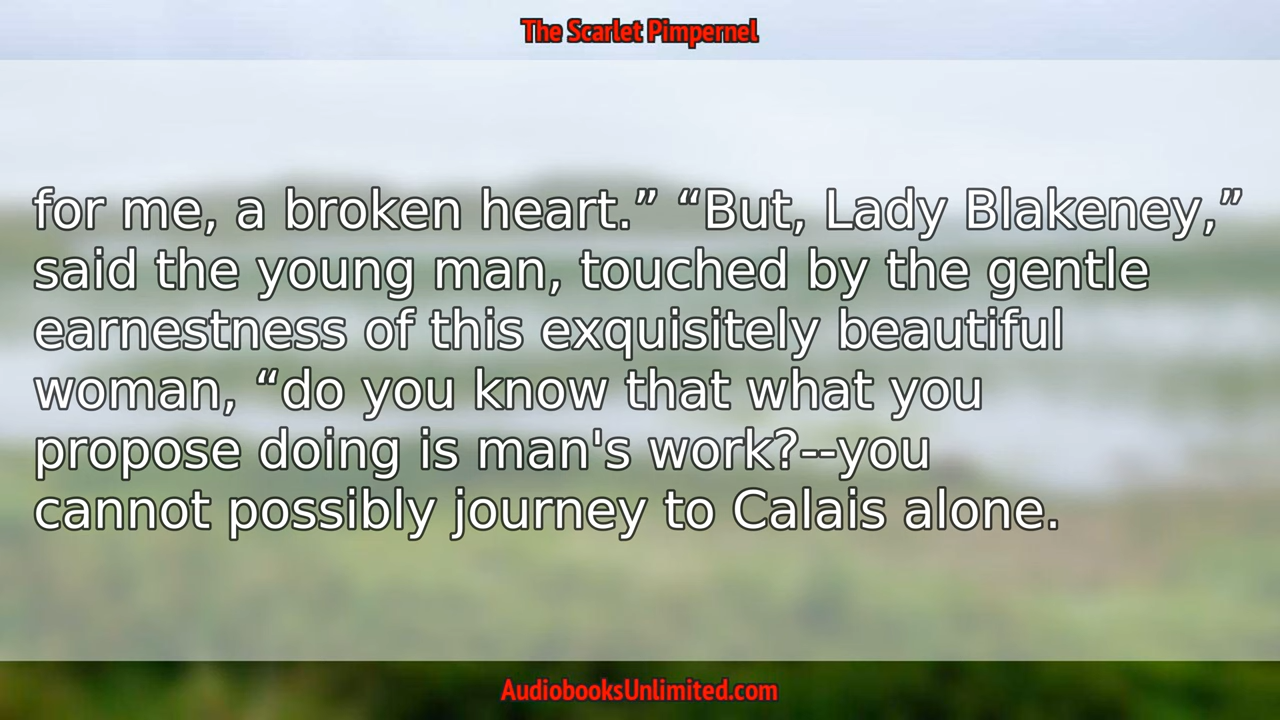 The Scarlet Pimpernel
for me, a broken heart.” “But, Lady Blakeney,”
said the young man, touched by the gentle
earnestness of this exquisitely beautiful
woman, “do you know that what you
propose doing is man's work?--you
cannot possibly journey to Calais alone.
AudiobooksUnlimited.com